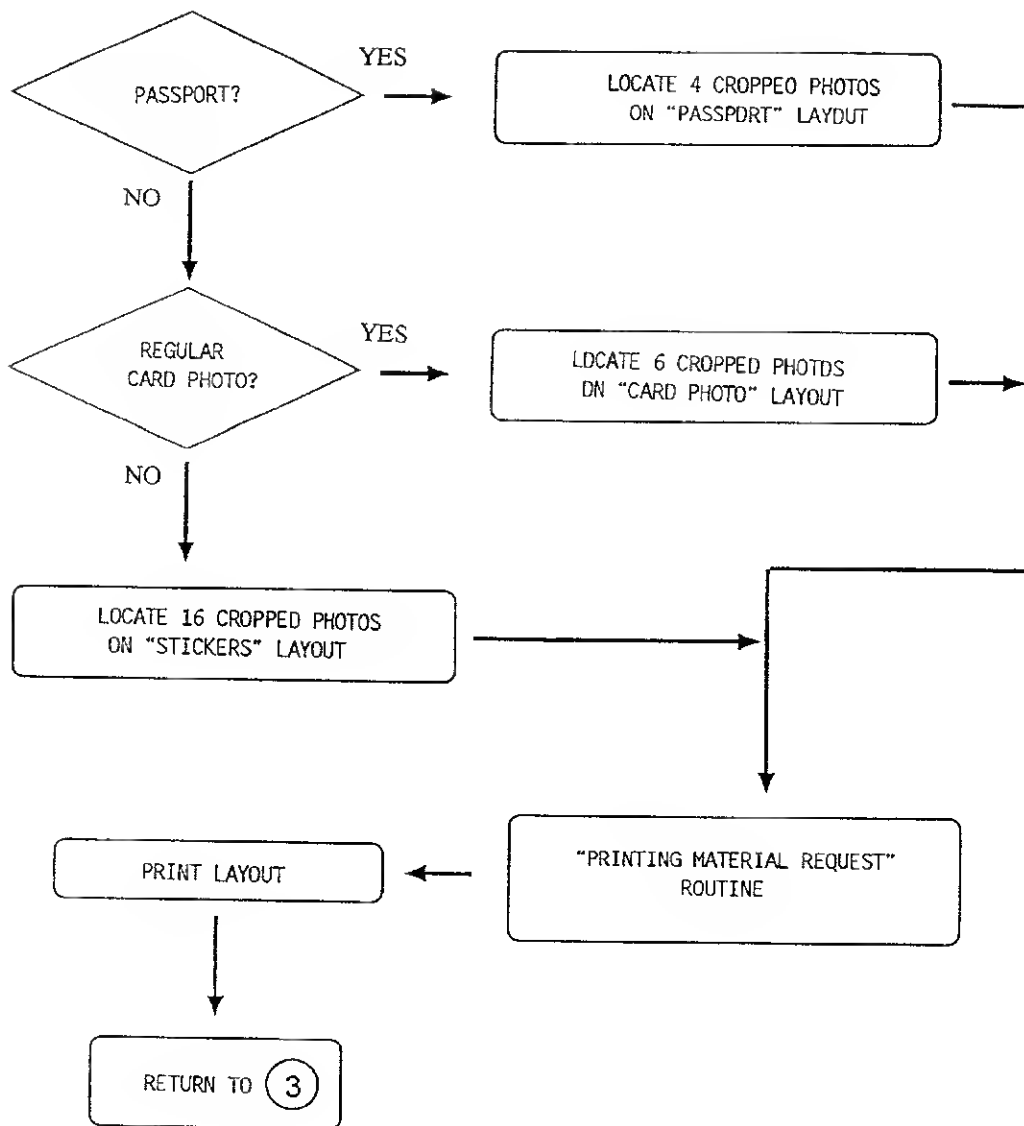 YES
PASSPORT?
LOCATE 4 CROPPEO PHOTOS
ON “PASSPDRT” LAYDUT
NO
YES
REGULAR
CARD PHOTO?
LDCATE 6 CROPPED PHOTDS
DN “CARD PHOTO” LAYOUT
NO
LOCATE 16 CROPPED PHOTOS
ON “STICKERS” LAYOUT
“PRINTING MATERIAL REQUEST”
ROUTINE
PRINT LAYOUT
RETURN TO 3